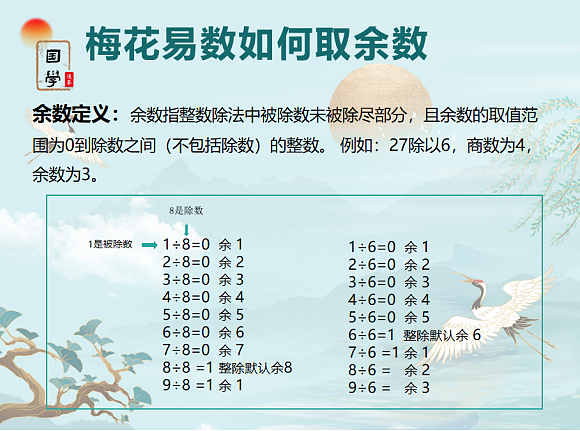 梅花易数如何取余数
国
學
余数定义：余数指整数除法中被除数未被除尽部分，且余数的取值范
围为0到除数之间（不包括除数）的整数。 例如：27除以6，商数为4，
余数为3。
8是除数
1是被除数
1÷8=0 余 1
2÷8=0 余 2
3÷8=0 余 3
4÷8=0 余 4
5÷8=0 余 5
6÷8=0 余 6
7÷8=0 余 7
8÷8 =1 整除默认余8
9÷8 =1 余 1
1÷6=0 余 1
2÷6=0 余 2
3÷6=0 余 3
4÷6=0 余 4
5÷6=0 余 5
6÷6=1 整除默认余 6
7÷6 =1 余 1
8÷6 = 余 2
9÷6 = 余 3